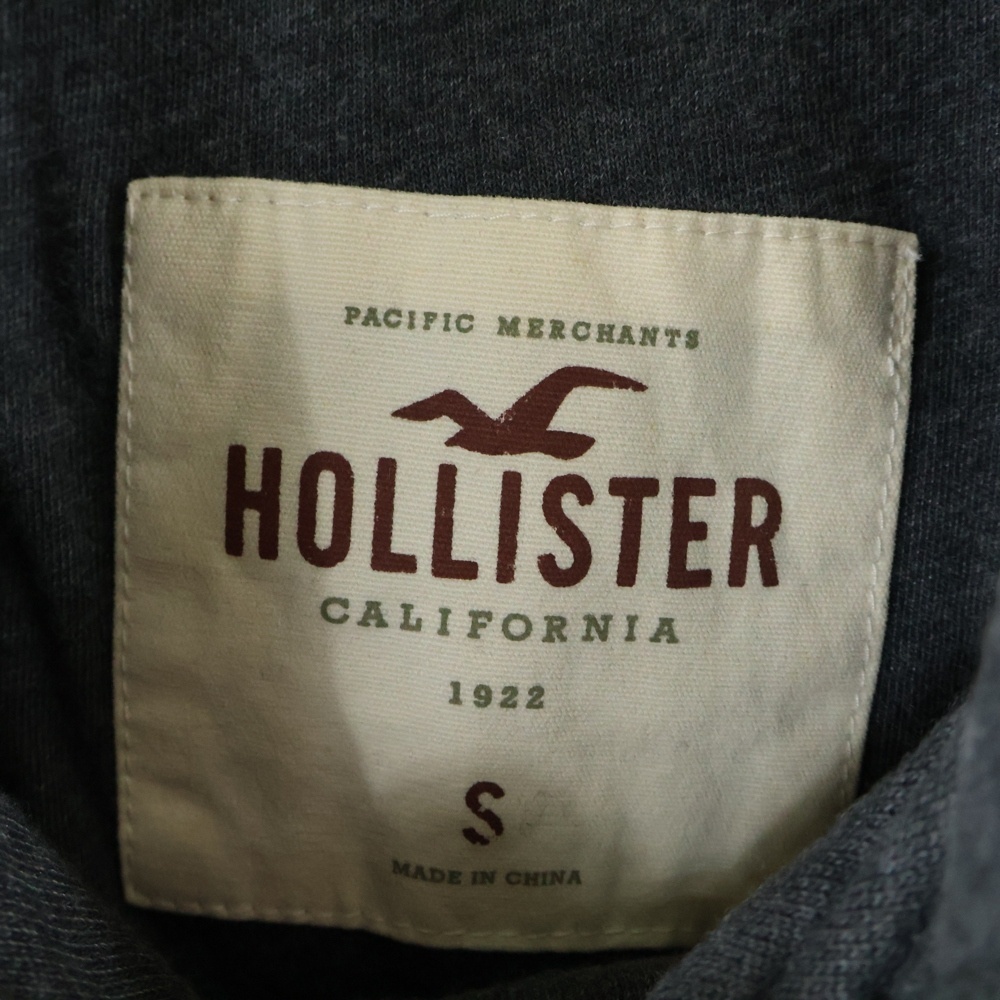 PACIFIC MERCHANTS
HOLLISTER
CALIFORNIA
1922
S
MADE IN CHINA